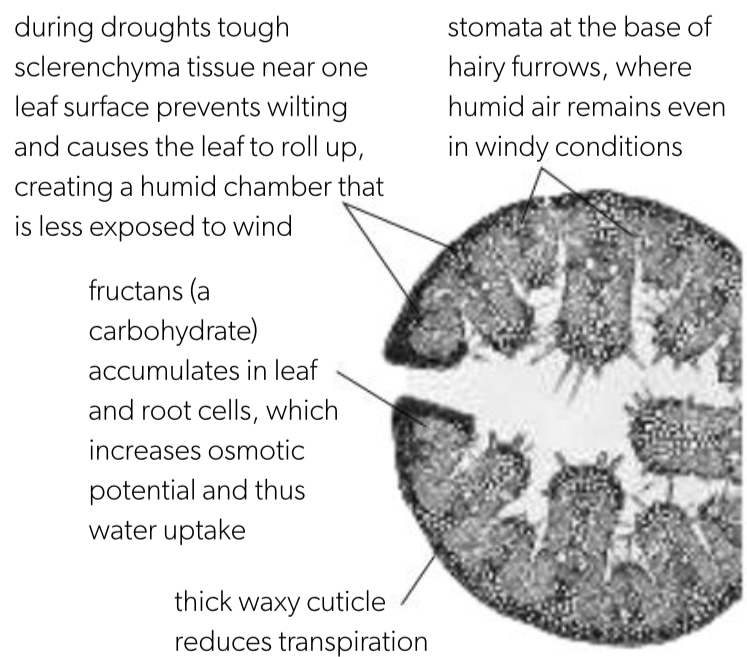 during droughts tough
sclerenchyma tissue near one
leaf surface prevents wilting
and causes the leaf to roll up,
creating a humid chamber that
is less exposed to wind
stomata at the base of
hairy furrows, where
humid air remains even
in windy conditions
fructans (a
carbohydrate)
accumulates in leaf
and root cells, which
increases osmotic
potential and thus
water uptake
thick waxy cuticle
reduces transpiration